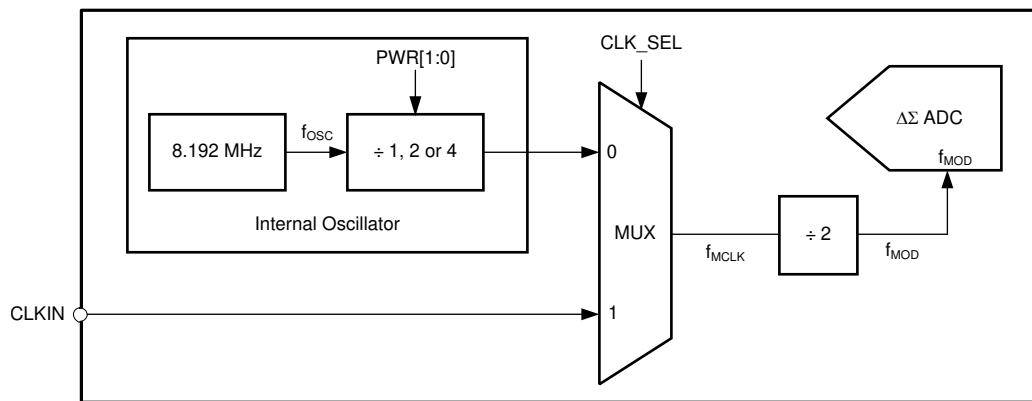 PWR[1:0]
CLK_SEL
8.192 MHz
fOSC
÷ 1, 2 or 4
0
ΔΣ ADC
fMOD
Internal Oscillator
MUX
fMCLK
÷ 2
fMOD
CLKIN
1